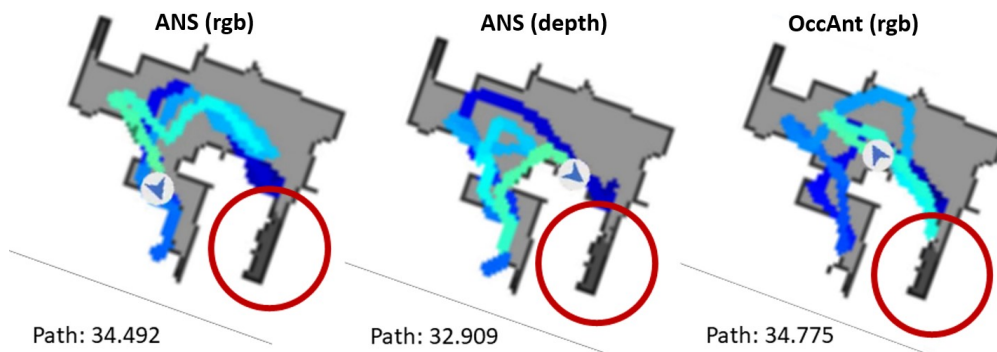 ANS (rgb) ANS (depth) OccAnt (rgb)
Path: 34.492 Path: 32.909 Path: 34.775